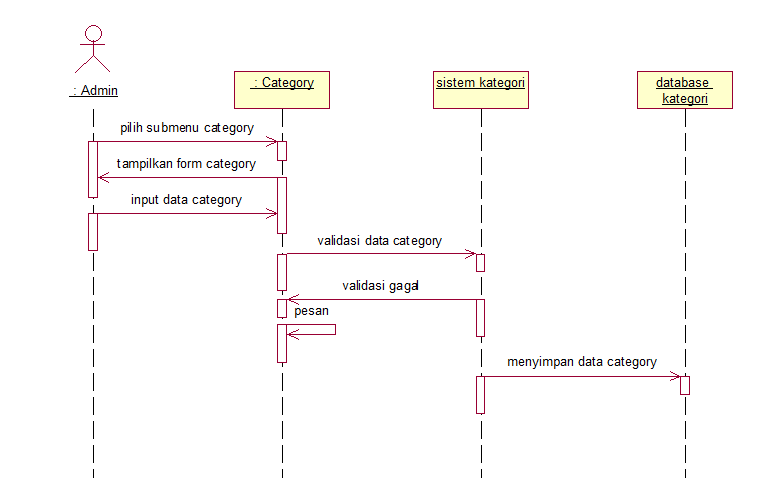 : Admin
: Category
sistem kategori
database
kategori
pilih submenu category
tampilkan form category
input data category
validasi data category
validasi gagal
pesan
menyimpan data category